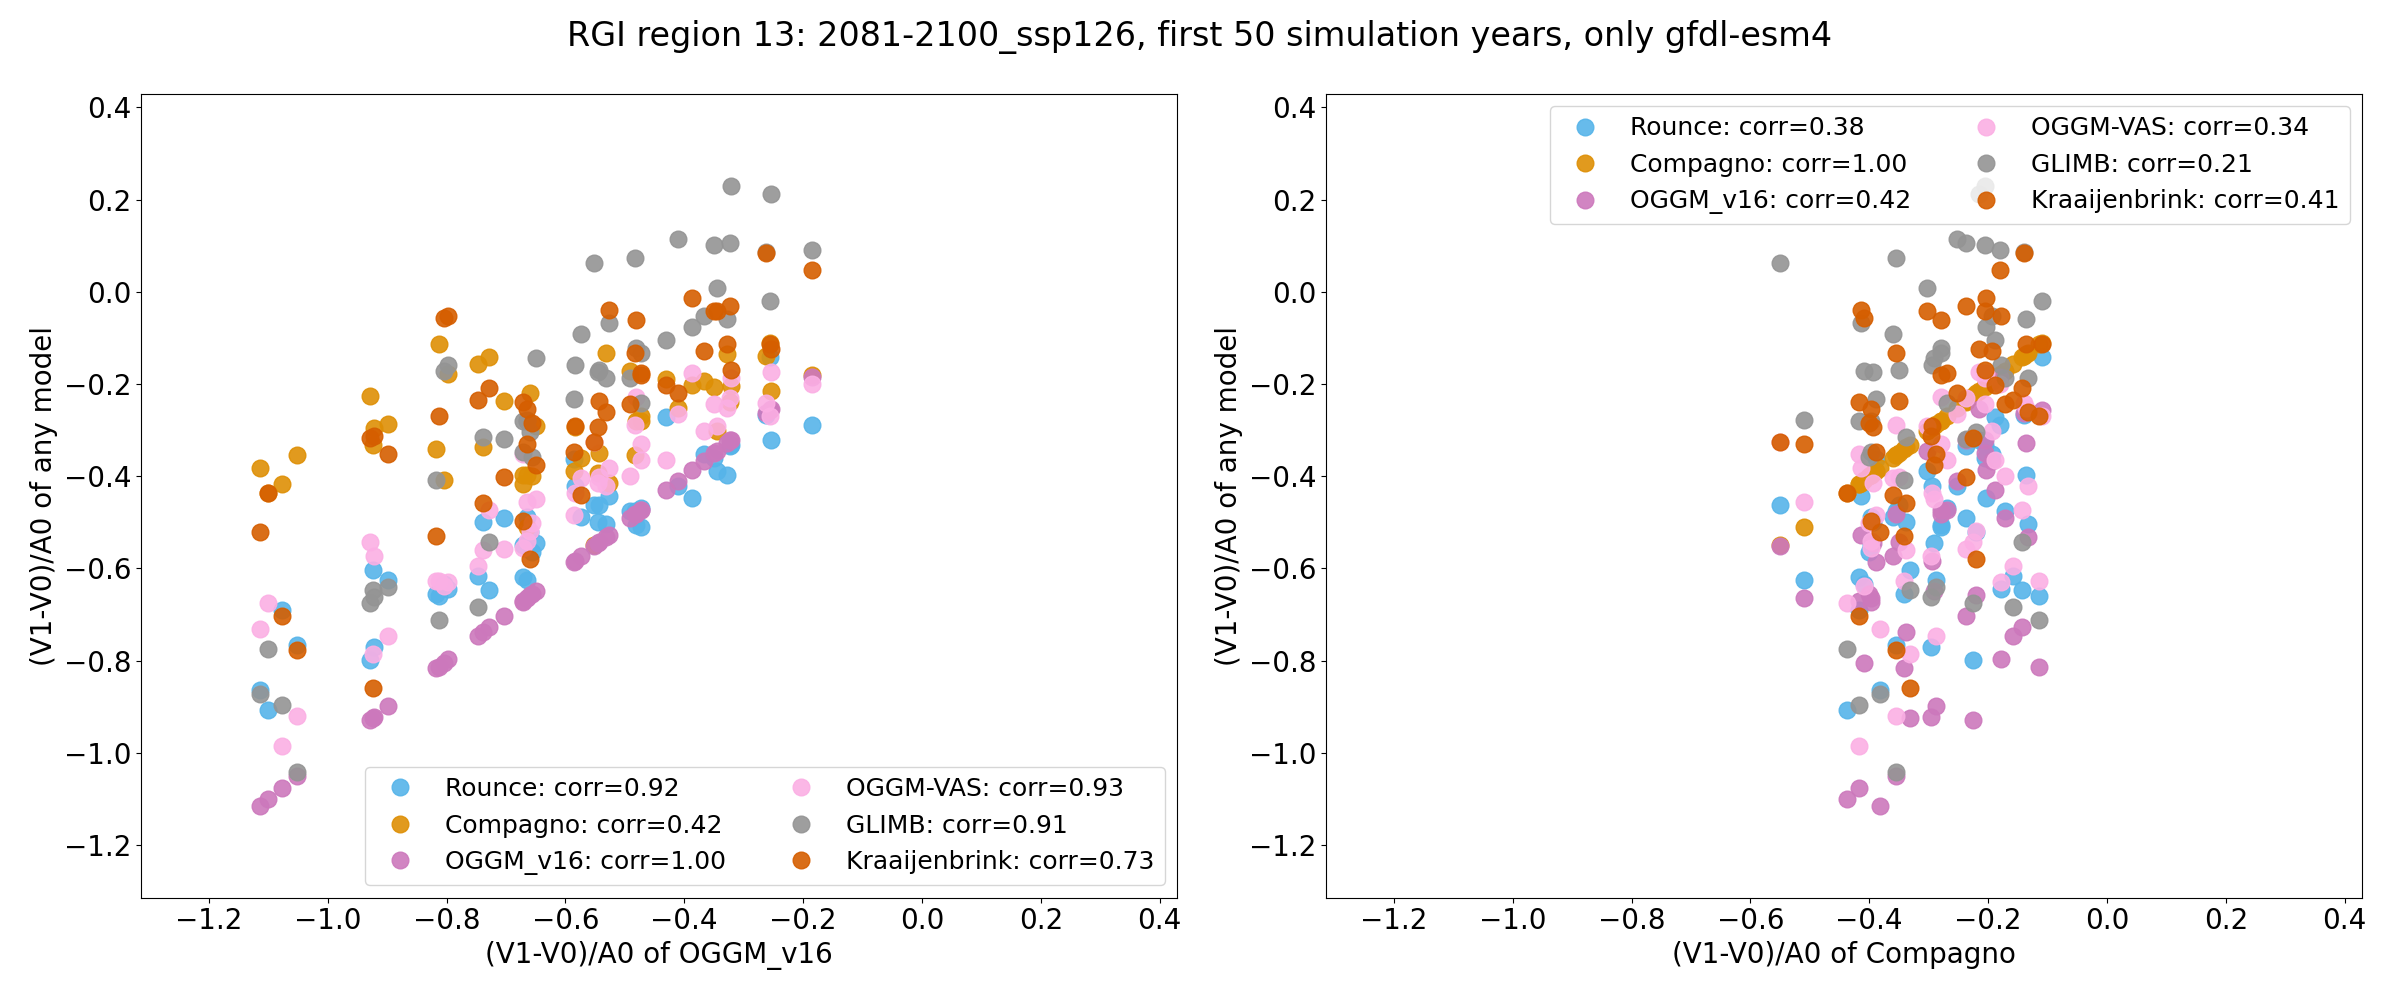 RGI region 13: 2081-2100_ssp126, first 50 simulation years, only gfdl-esm4
(V1-V0)/A0 of any model
0.4
0.2
0.0
−0.2
−0.4
−0.6
−0.8
−1.0
−1.2
Rounce: corr=0.92
Compagno: corr=0.42
OGGM_v16: corr=1.00
OGGM-VAS: corr=0.93
GLIMB: corr=0.91
Kraaijenbrink: corr=0.73
−1.2 −1.0 −0.8 −0.6 −0.4 −0.2 0.0 0.2 0.4
(V1-V0)/A0 of OGGM_v16
(V1-V0)/A0 of any model
0.4
0.2
0.0
−0.2
−0.4
−0.6
−0.8
−1.0
−1.2
Rounce: corr=0.38
Compagno: corr=1.00
OGGM_v16: corr=0.42
OGGM-VAS: corr=0.34
GLIMB: corr=0.21
Kraaijenbrink: corr=0.41
−1.2 −1.0 −0.8 −0.6 −0.4 −0.2 0.0 0.2 0.4
(V1-V0)/A0 of Compagno